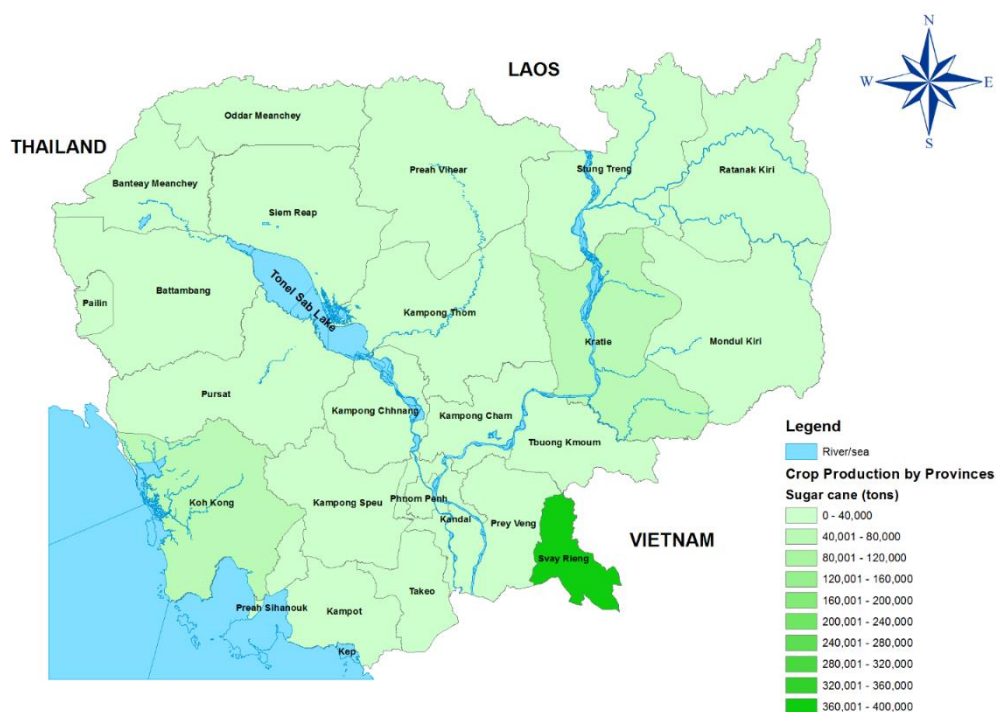 N
W
E
S
LAOS
THAILAND
Oddar Meanchey
Banteay Meanchey
Preah Vihear
Stung Treng
Ratanak Kiri
Siem Reap
Battambang
Pailin
Tonel Sab Lake
Kampong Thom
Kratie
Mondul Kiri
Pursat
Kampong Chhnang
Kampong Cham
Tbuong Kmoum
Koh Kong
Kampong Speu
Phnom Penh
Kandal
Prey Veng
Svay Rieng
VIETNAM
Preah Sihanouk
Kampot
Takeo
Kep
Legend
River/sea
Crop Production by Provinces
Sugar cane (tons)
0 - 40,000
40,001 - 80,000
80,001 - 120,000
120,001 - 160,000
160,001 - 200,000
200,001 - 240,000
240,001 - 280,000
280,001 - 320,000
320,001 - 360,000
360,001 - 400,000